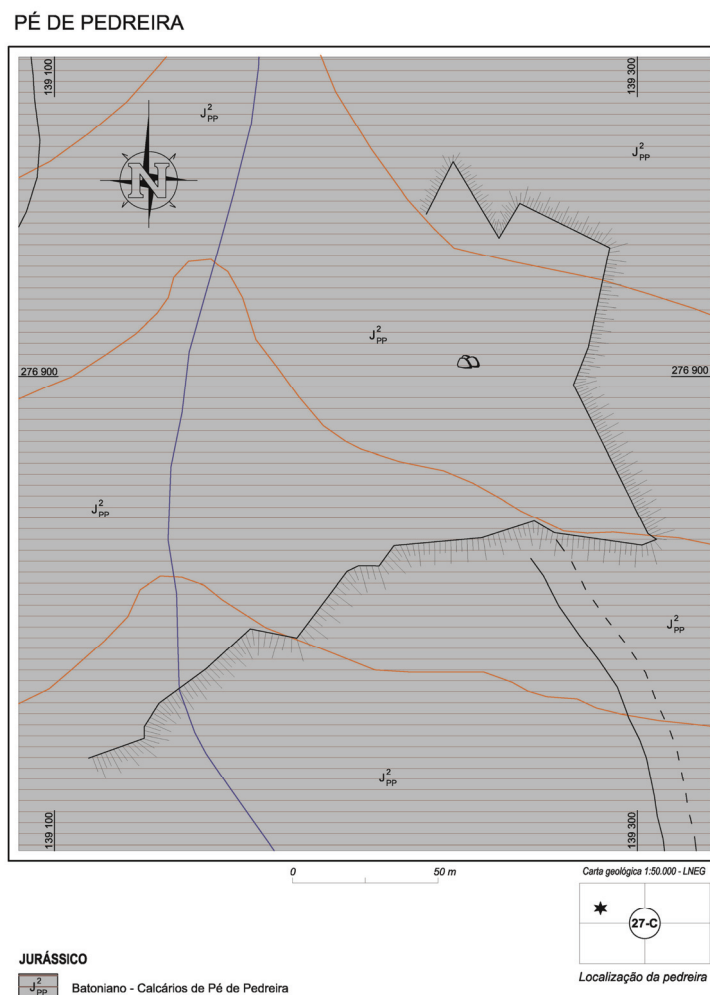 PÉ DE PEDREIRA
139 100
139 300
J²PP
J²PP
N
J²PP
276 900
276 900
J²PP
J²PP
J²PP
139 100
139 300
0 50 m
Carta geológica 1:50.000 - LNEG
27-C
Localização da pedreira
JURÁSSICO
J²PP Batoniano - Calcários de Pé de Pedreira